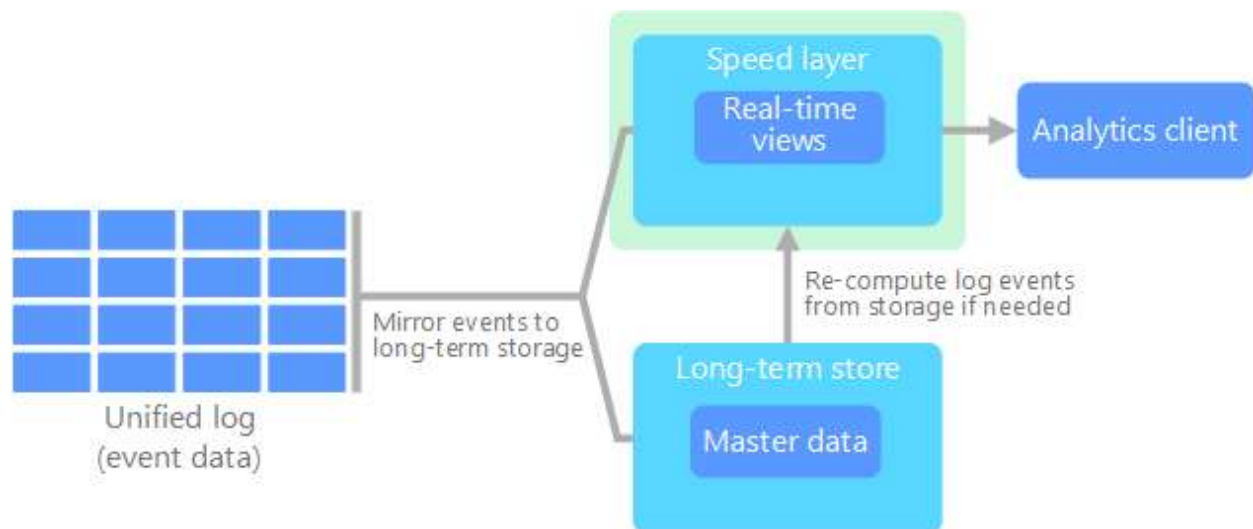 Speed layer
Real-time
views
Analytics client
Re-compute log events
from storage if needed
Mirror events to
long-term storage
Long-term store
Master data
Unified log
(event data)